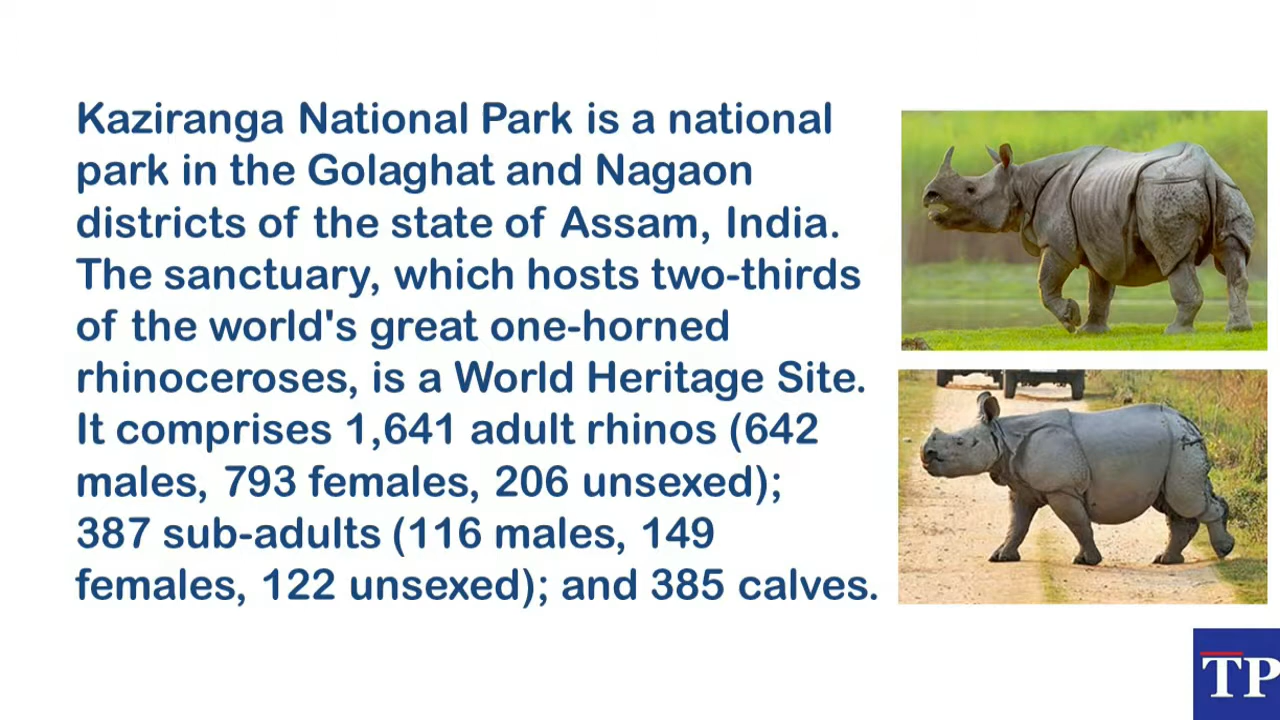 Kaziranga National Park is a national
park in the Golaghat and Nagaon
districts of the state of Assam, India.
The sanctuary, which hosts two-thirds
of the world's great one-horned
rhinoceroses, is a World Heritage Site.
It comprises 1,641 adult rhinos (642
males, 793 females, 206 unsexed);
387 sub-adults (116 males, 149
females, 122 unsexed); and 385 calves.
TP